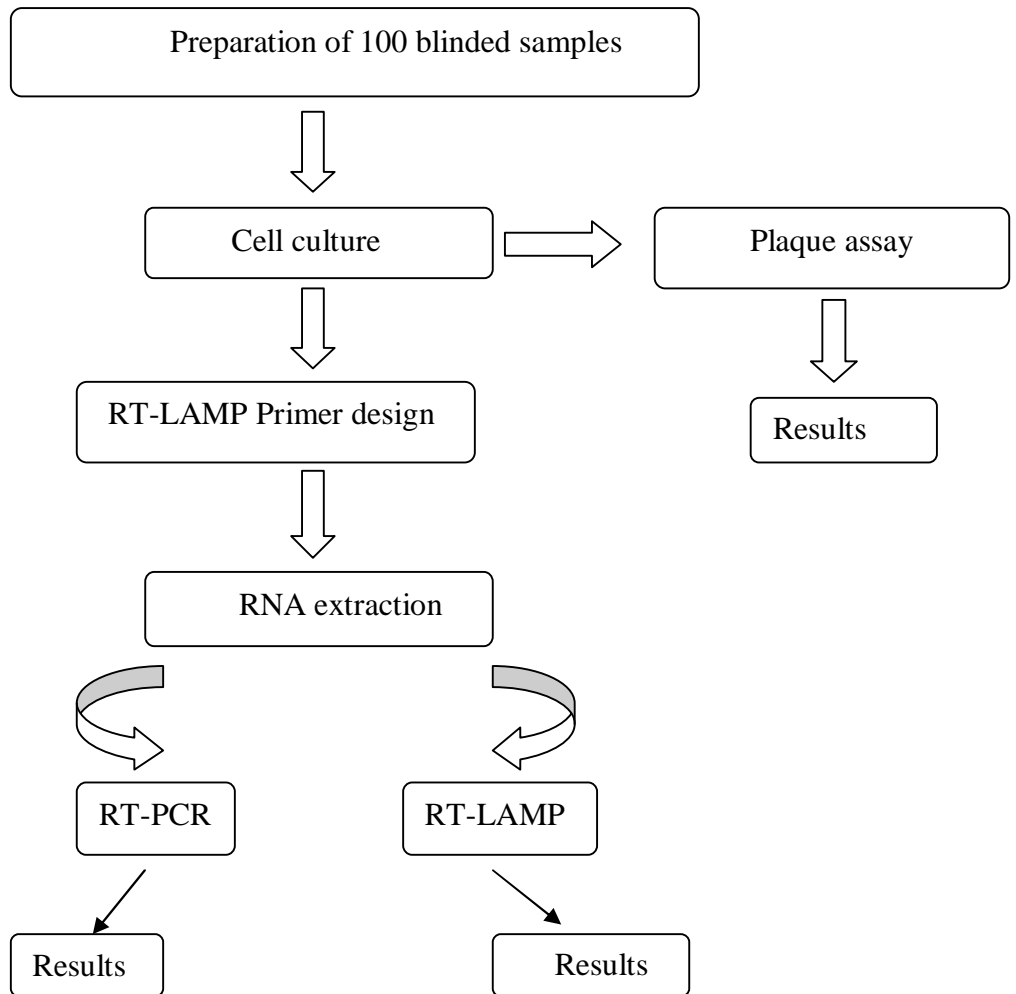 Preparation of 100 blinded samples
Cell culture
Plaque assay
RT-LAMP Primer design
Results
RNA extraction
RT-PCR
RT-LAMP
Results
Results